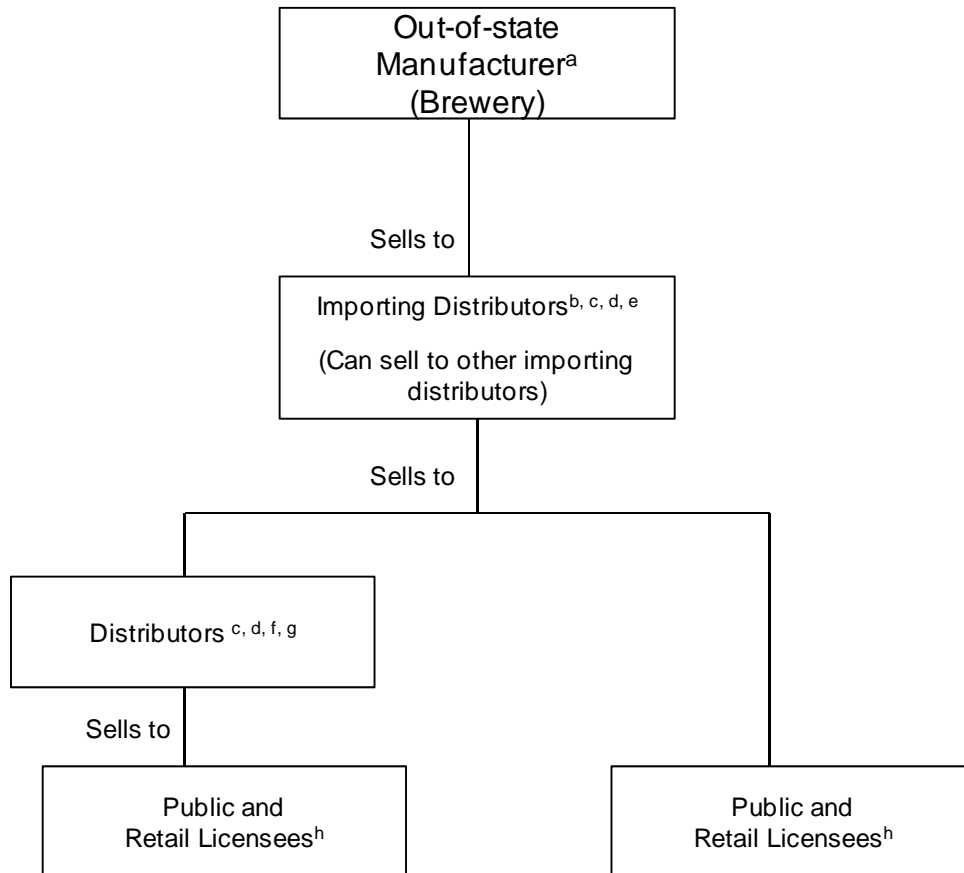 Out-of-state
Manufacturerᵃ
(Brewery)
Sells to
Importing Distributorsᵇ, ᶜ, ᵈ, ᵉ
(Can sell to other importing
distributors)
Sells to
Distributors ᶜ, ᵈ, ᶠ, ᵍ
Sells to
Public and
Retail Licenseesʰ
Public and
Retail Licenseesʰ